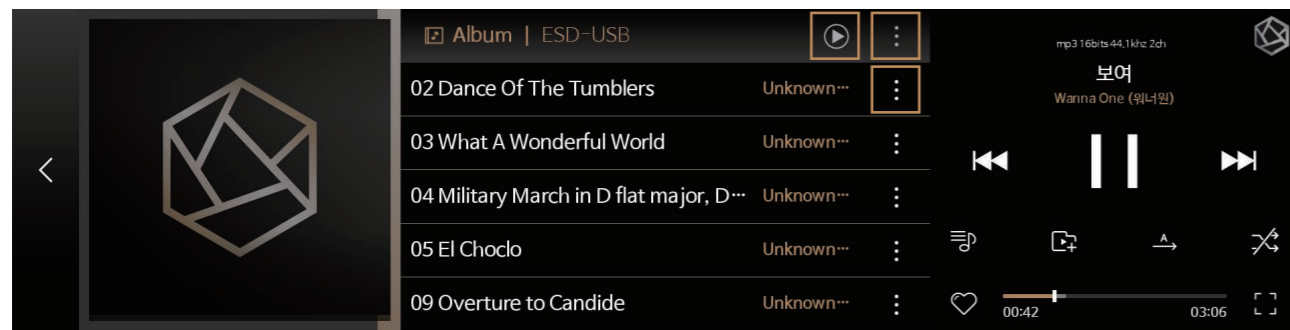 Album | ESD-USB
02 Dance Of The Tumblers Unknown…
03 What A Wonderful World Unknown…
04 Military March in D flat major, D… Unknown…
05 El Choclo Unknown…
09 Overture to Candide Unknown…
mp3 16bits 44.1khz 2ch
보여
Wanna One (워너원)
A
00:42 03:06